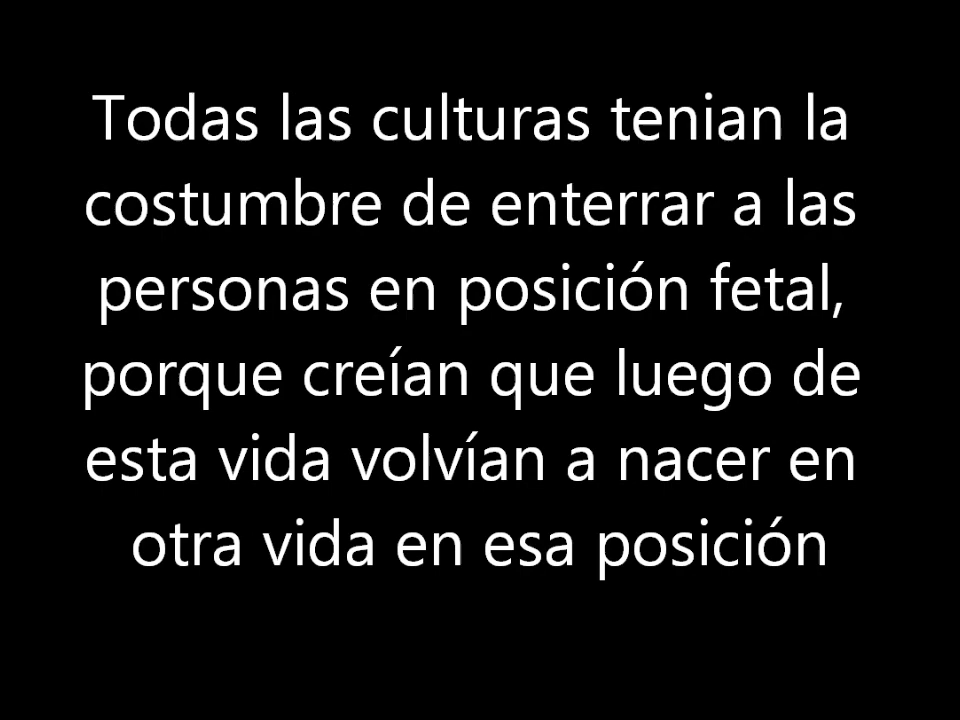 Todas las culturas tenian la
costumbre de enterrar a las
personas en posición fetal,
porque creían que luego de
esta vida volvían a nacer en
otra vida en esa posición